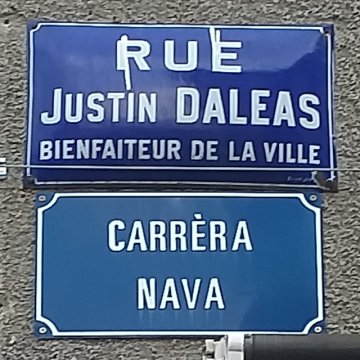 RUE
JUSTIN DALEAS
BIENFAITEUR DE LA VILLE
CARRÈRA
NAVA